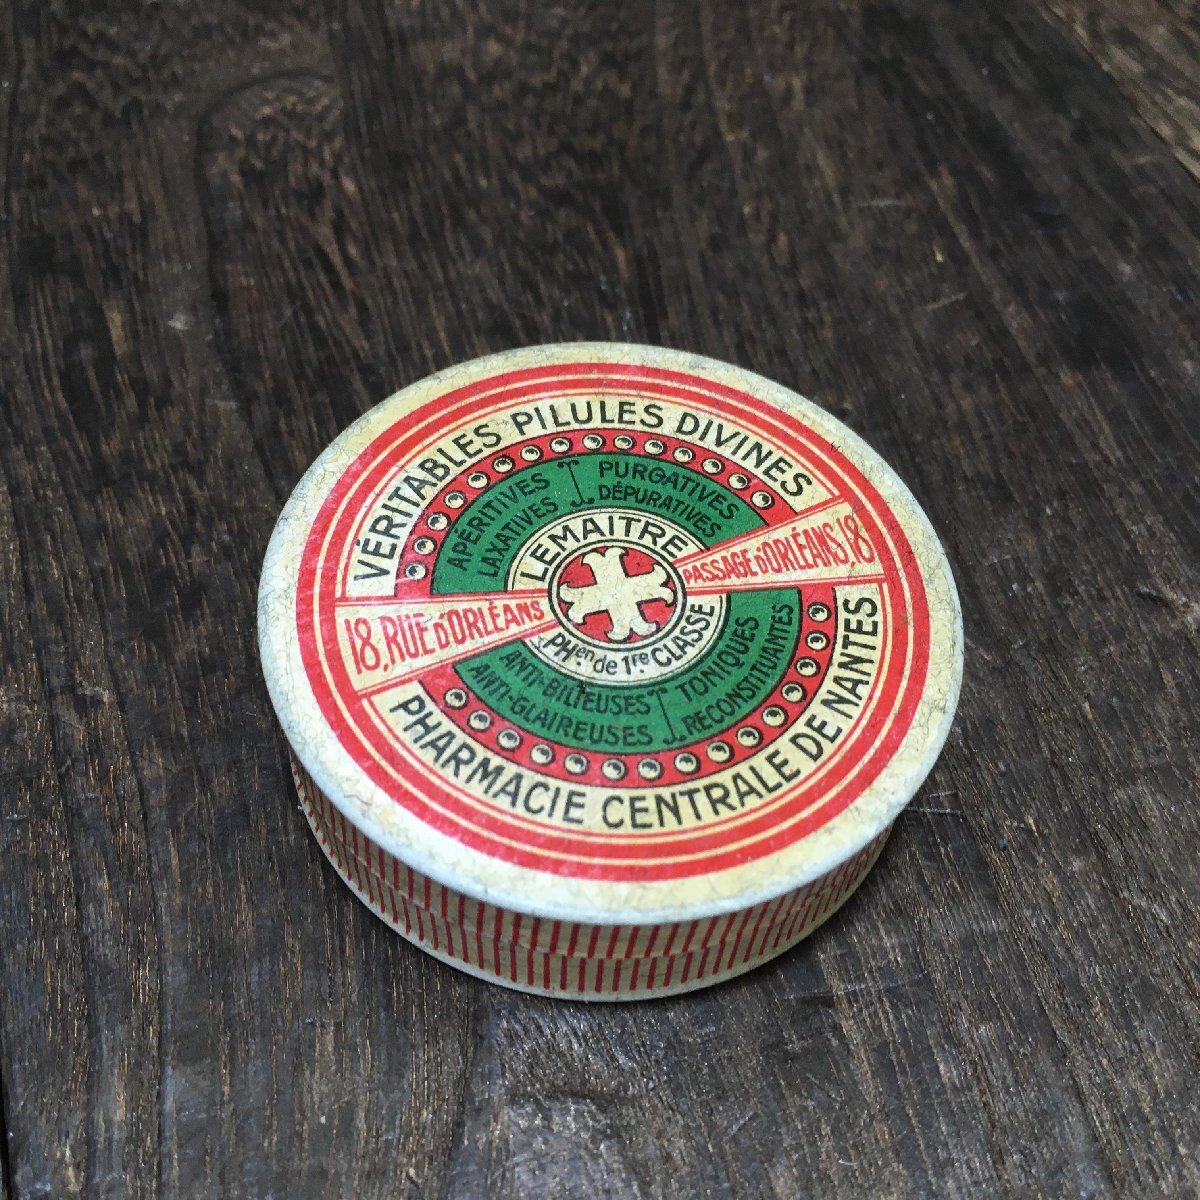 VÉRITABLES PILULES DIVINES
APÉRITIVES
LAXATIVES
PURGATIVES
DÉPURATIVES
LEMAITRE
PHen de 1re CLASSE
18, RUE D'ORLÉANS
PASSAGE D'ORLÉANS, 18
ANTI-BILIEUSES
ANTI-GLAIREUSES
TONIQUES
RECONSTITUANTES
PHARMACIE CENTRALE DE NANTES